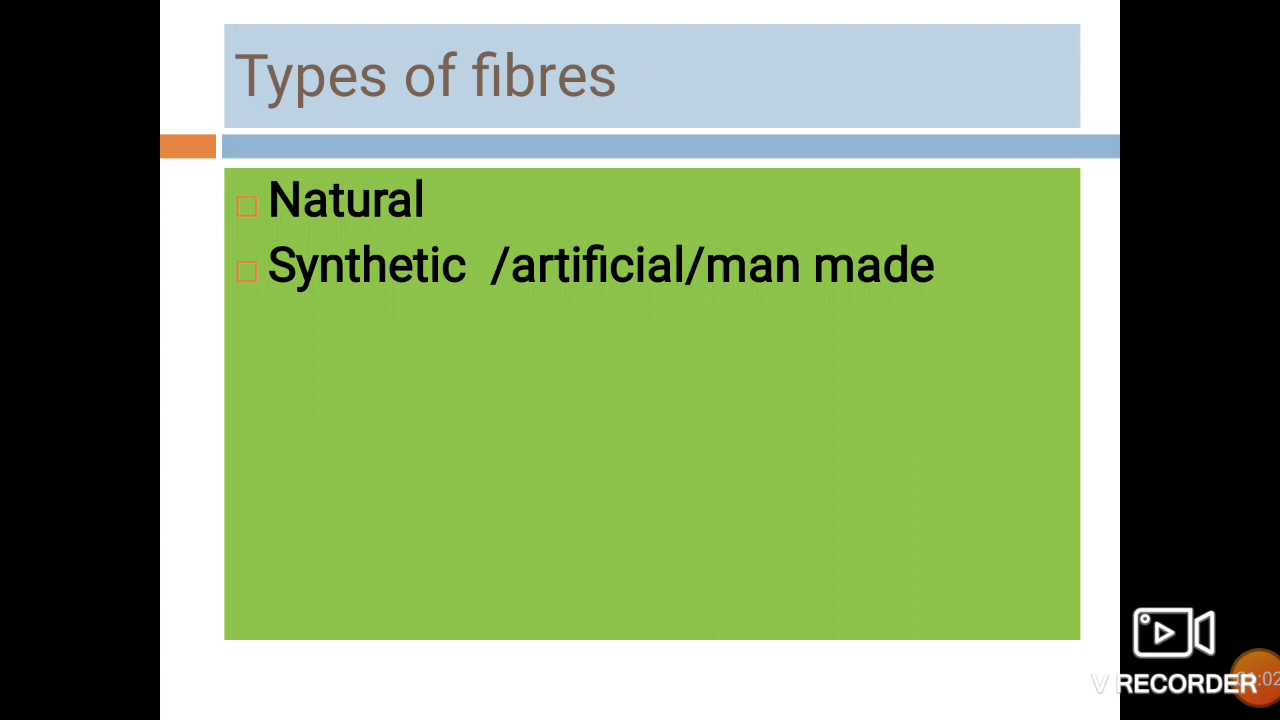 Types of fibres
Natural
Synthetic /artificial/man made
V RECORDER